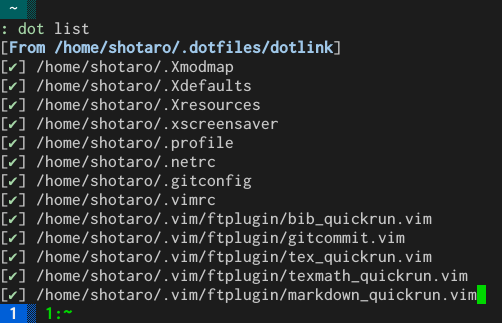 ~
: dot list
[From /home/shotaro/.dotfiles/dotlink]
[✔] /home/shotaro/.Xmodmap
[✔] /home/shotaro/.Xdefaults
[✔] /home/shotaro/.Xresources
[✔] /home/shotaro/.xscreensaver
[✔] /home/shotaro/.profile
[✔] /home/shotaro/.netrc
[✔] /home/shotaro/.gitconfig
[✔] /home/shotaro/.vimrc
[✔] /home/shotaro/.vim/ftplugin/bib_quickrun.vim
[✔] /home/shotaro/.vim/ftplugin/gitcommit.vim
[✔] /home/shotaro/.vim/ftplugin/tex_quickrun.vim
[✔] /home/shotaro/.vim/ftplugin/texmath_quickrun.vim
[✔] /home/shotaro/.vim/ftplugin/markdown_quickrun.vim
1 1:~